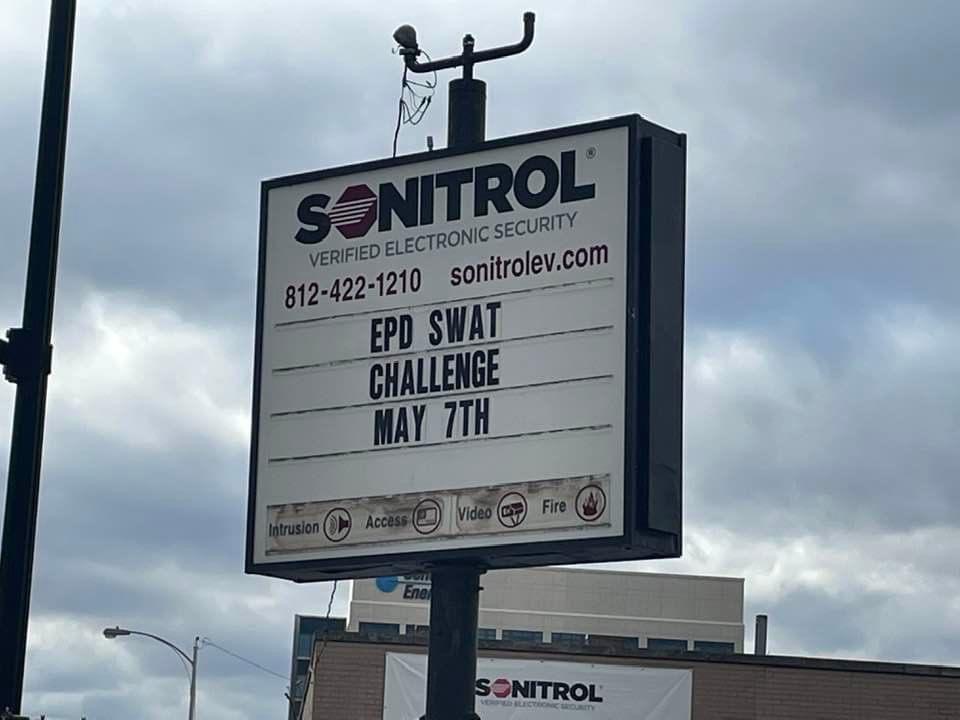 SONITROL®
VERIFIED ELECTRONIC SECURITY
812-422-1210 sonitrolev.com
EPD SWAT
CHALLENGE
MAY 7TH
Intrusion Access Video Fire
SONITROL
VERIFIED ELECTRONIC SECURITY